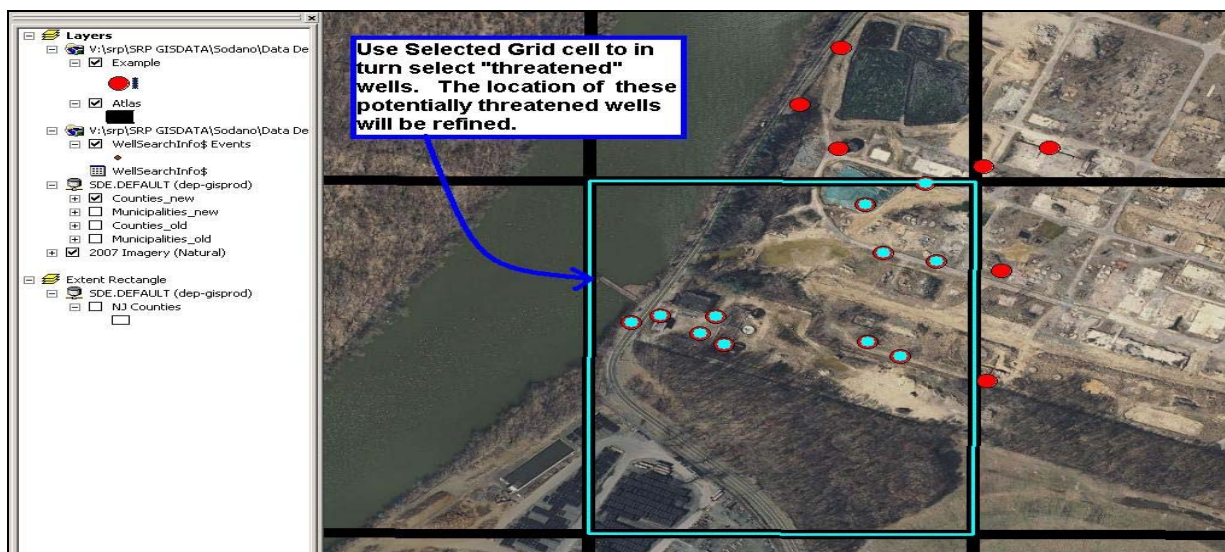 Layers
V:\srp\SRP GISDATA\Sodano\Data De
Example
Atlas
V:\srp\SRP GISDATA\Sodano\Data De
WellSearchInfo$ Events
WellSearchInfo$
SDE.DEFAULT (dep-gisprod)
Counties_new
Municipalities_new
Counties_old
Municipalities_old
2007 Imagery (Natural)
Extent Rectangle
SDE.DEFAULT (dep-gisprod)
NJ Counties
Use Selected Grid cell to in
turn select "threatened"
wells. The location of these
potentially threatened wells
will be refined.